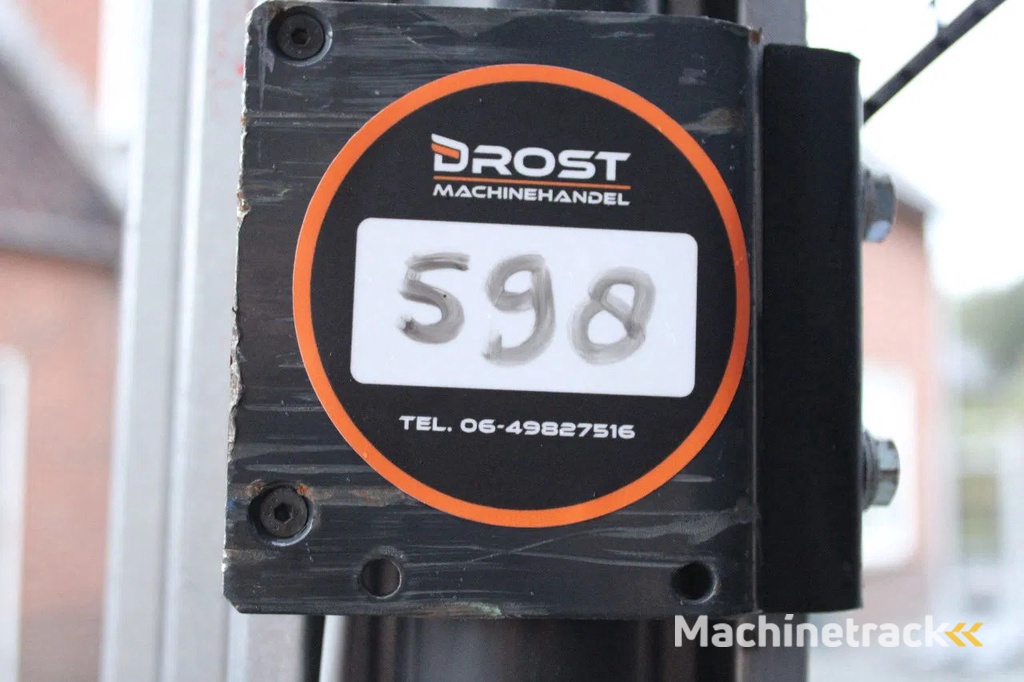 DROST
MACHINEHANDEL
598
TEL. 06-49827516
Machinetrack